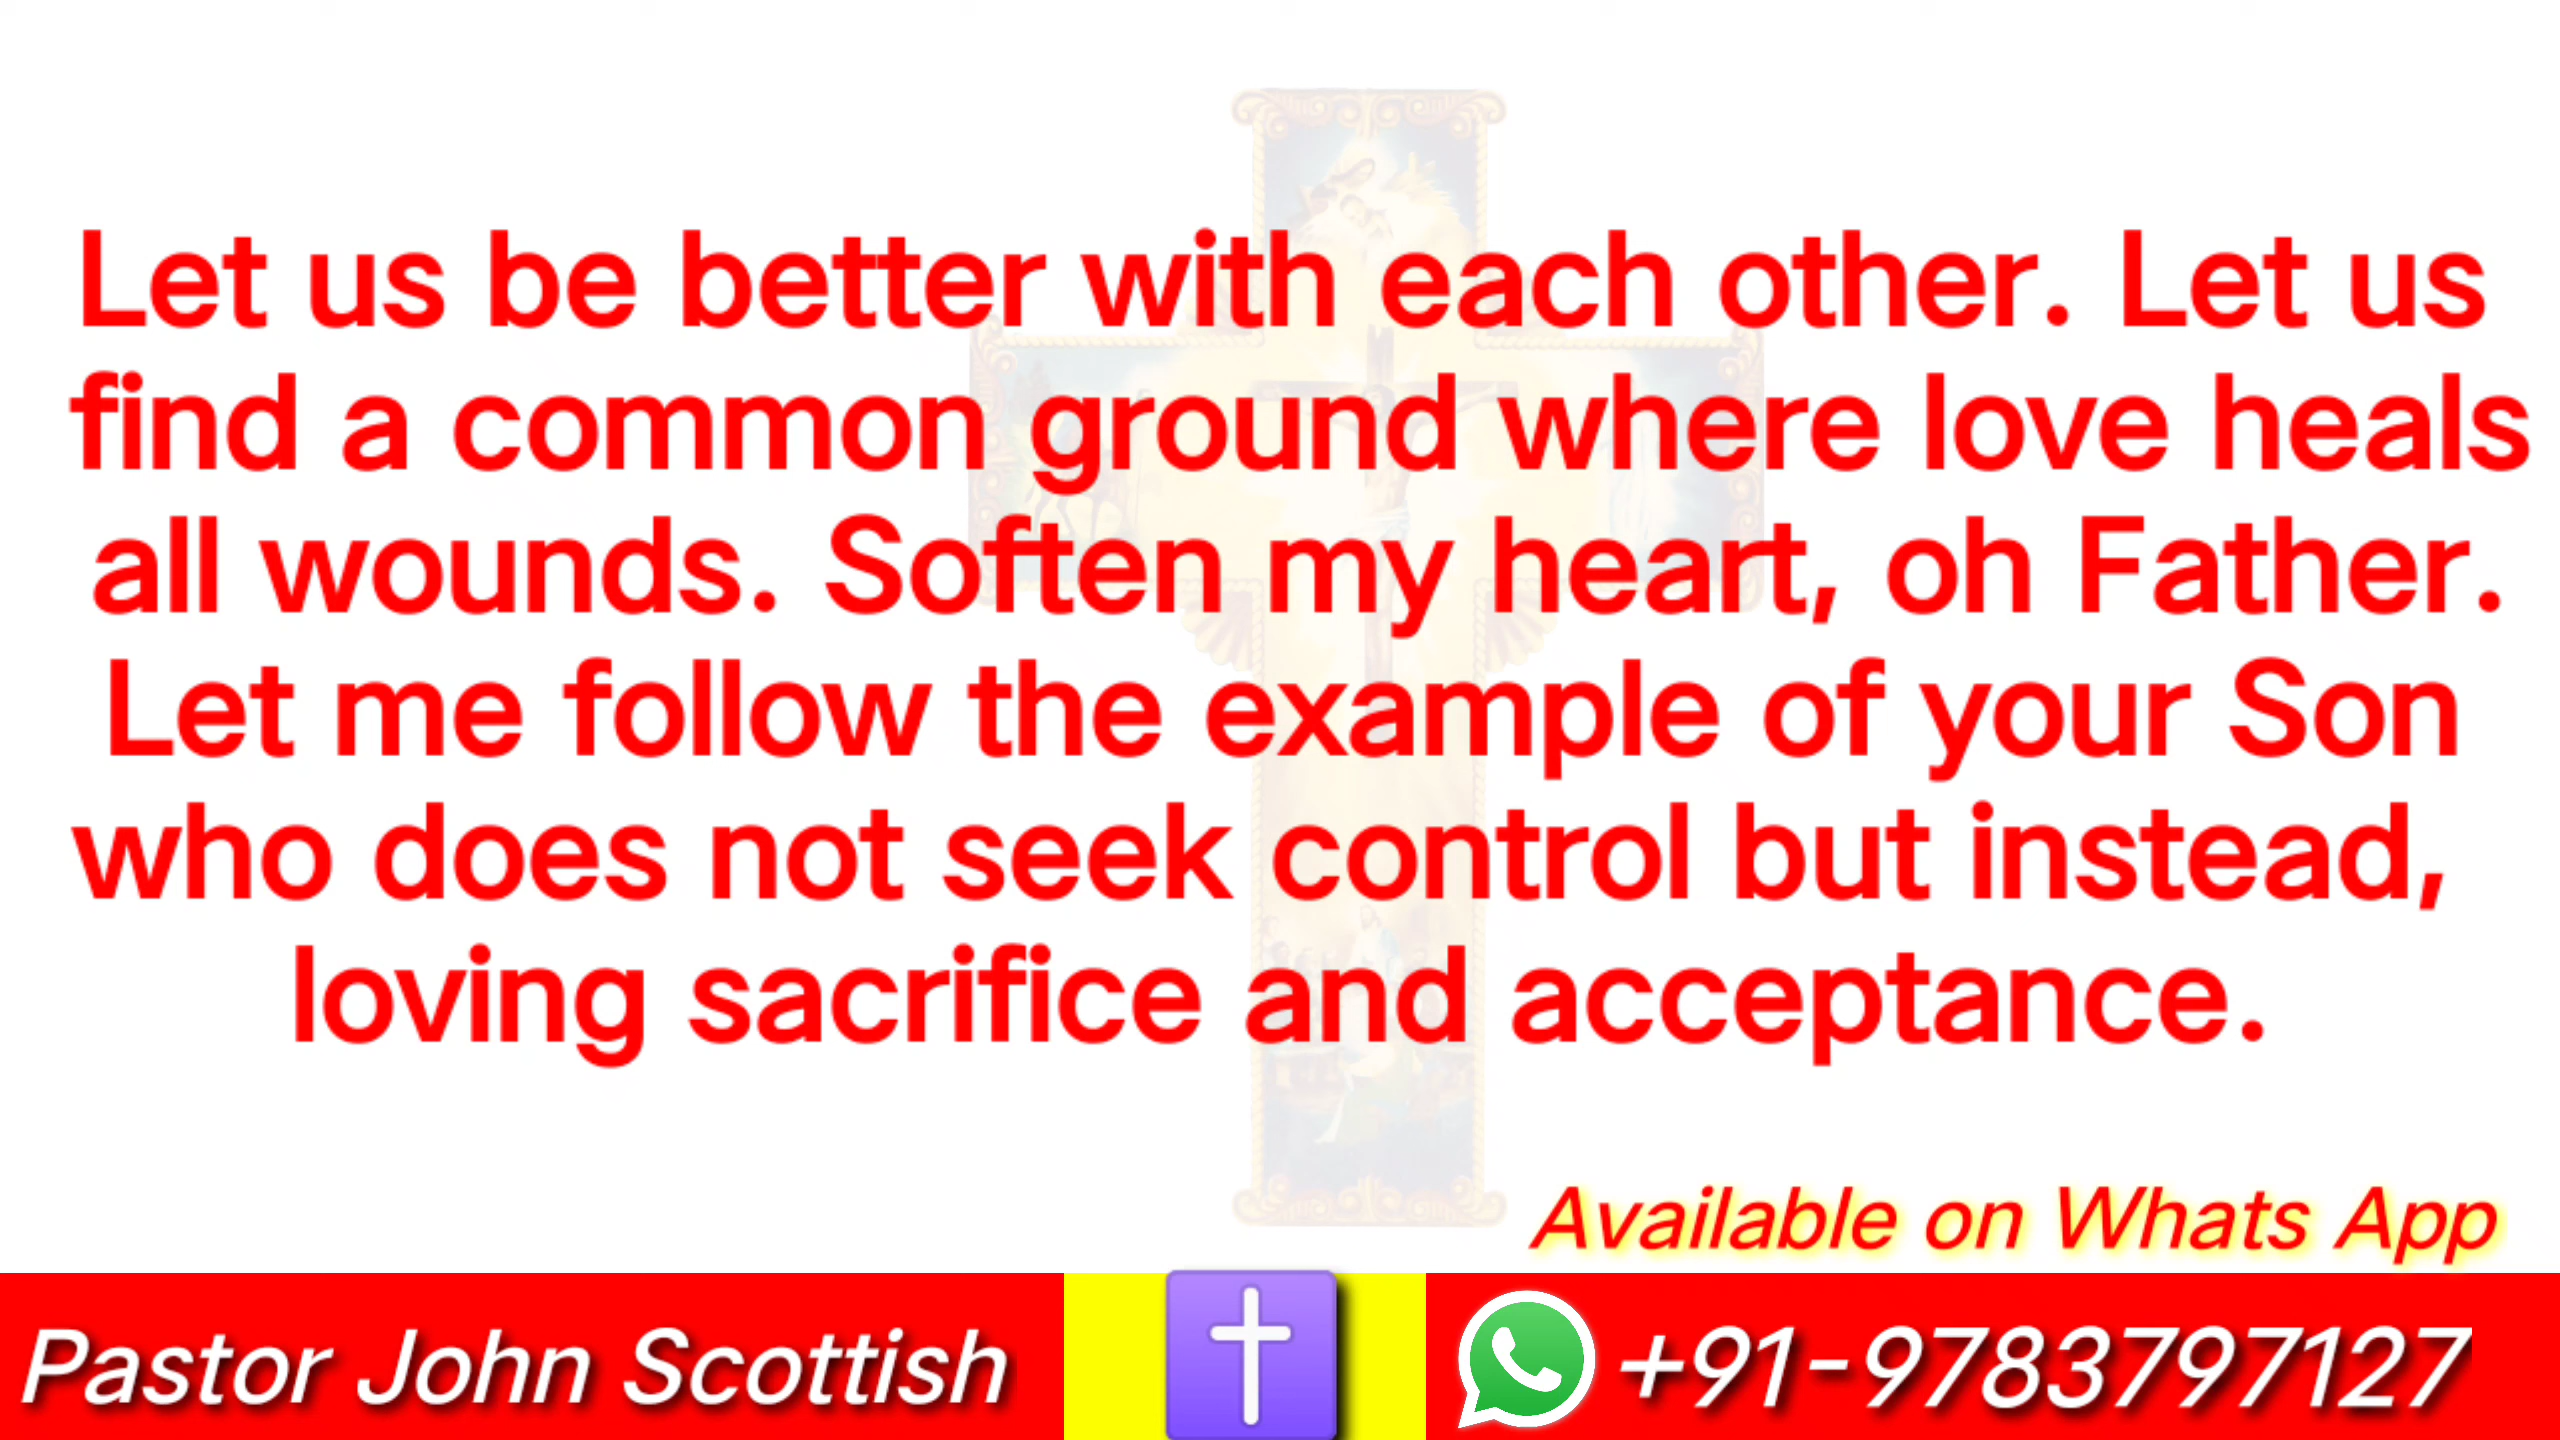 Let us be better with each other. Let us
find a common ground where love heals
all wounds. Soften my heart, oh Father.
Let me follow the example of your Son
who does not seek control but instead,
loving sacrifice and acceptance.
Available on Whats App
Pastor John Scottish
+91-9783797127